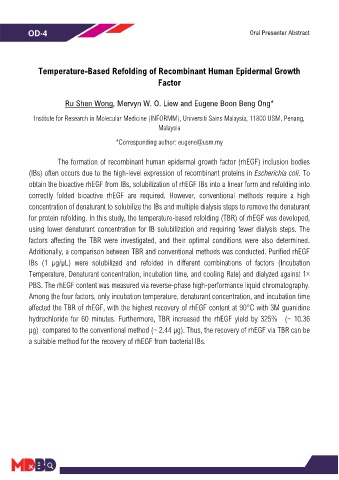 OD-4
Oral Presenter Abstract
Temperature-Based Refolding of Recombinant Human Epidermal Growth
Factor
Ru Shen Wong, Mervyn W. O. Liew and Eugene Boon Beng Ong*
Institute for Research in Molecular Medicine (INFORMM), Universiti Sains Malaysia, 11800 USM, Penang,
Malaysia
*Corresponding author: eugene@usm.my
The formation of recombinant human epidermal growth factor (rhEGF) inclusion bodies
(IBs) often occurs due to the high-level expression of recombinant proteins in Escherichia coli. To
obtain the bioactive rhEGF from IBs, solubilization of rhEGF IBs into a linear form and refolding into
correctly folded bioactive rhEGF are required. However, conventional methods require a high
concentration of denaturant to solubilize the IBs and multiple dialysis steps to remove the denaturant
for protein refolding. In this study, the temperature-based refolding (TBR) of rhEGF was developed,
using lower denaturant concentration for IB solubilization and requiring fewer dialysis steps. The
factors affecting the TBR were investigated, and their optimal conditions were also determined.
Additionally, a comparison between TBR and conventional methods was conducted. Purified rhEGF
IBs (1 µg/µL) were solubilized and refolded in different combinations of factors (Incubation
Temperature, Denaturant concentration, incubation time, and cooling Rate) and dialyzed against 1×
PBS. The rhEGF content was measured via reverse-phase high-performance liquid chromatography.
Among the four factors, only incubation temperature, denaturant concentration, and incubation time
affected the TBR of rhEGF, with the highest recovery of rhEGF content at 90°C with 3M guanidine
hydrochloride for 60 minutes. Furthermore, TBR increased the rhEGF yield by 325% (~ 10.36
µg) compared to the conventional method (~ 2.44 µg). Thus, the recovery of rhEGF via TBR can be
a suitable method for the recovery of rhEGF from bacterial IBs.